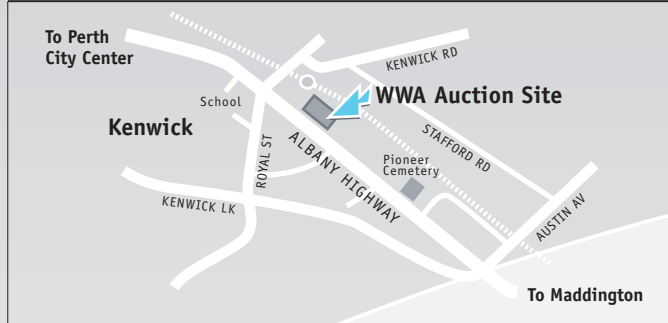 To Perth
City Center
KENWICK RD
School
WWA Auction Site
Kenwick
ROYAL ST
ALBANY HIGHWAY
STAFFORD RD
Pioneer
Cemetery
KENWICK LK
AUSTIN AV
To Maddington